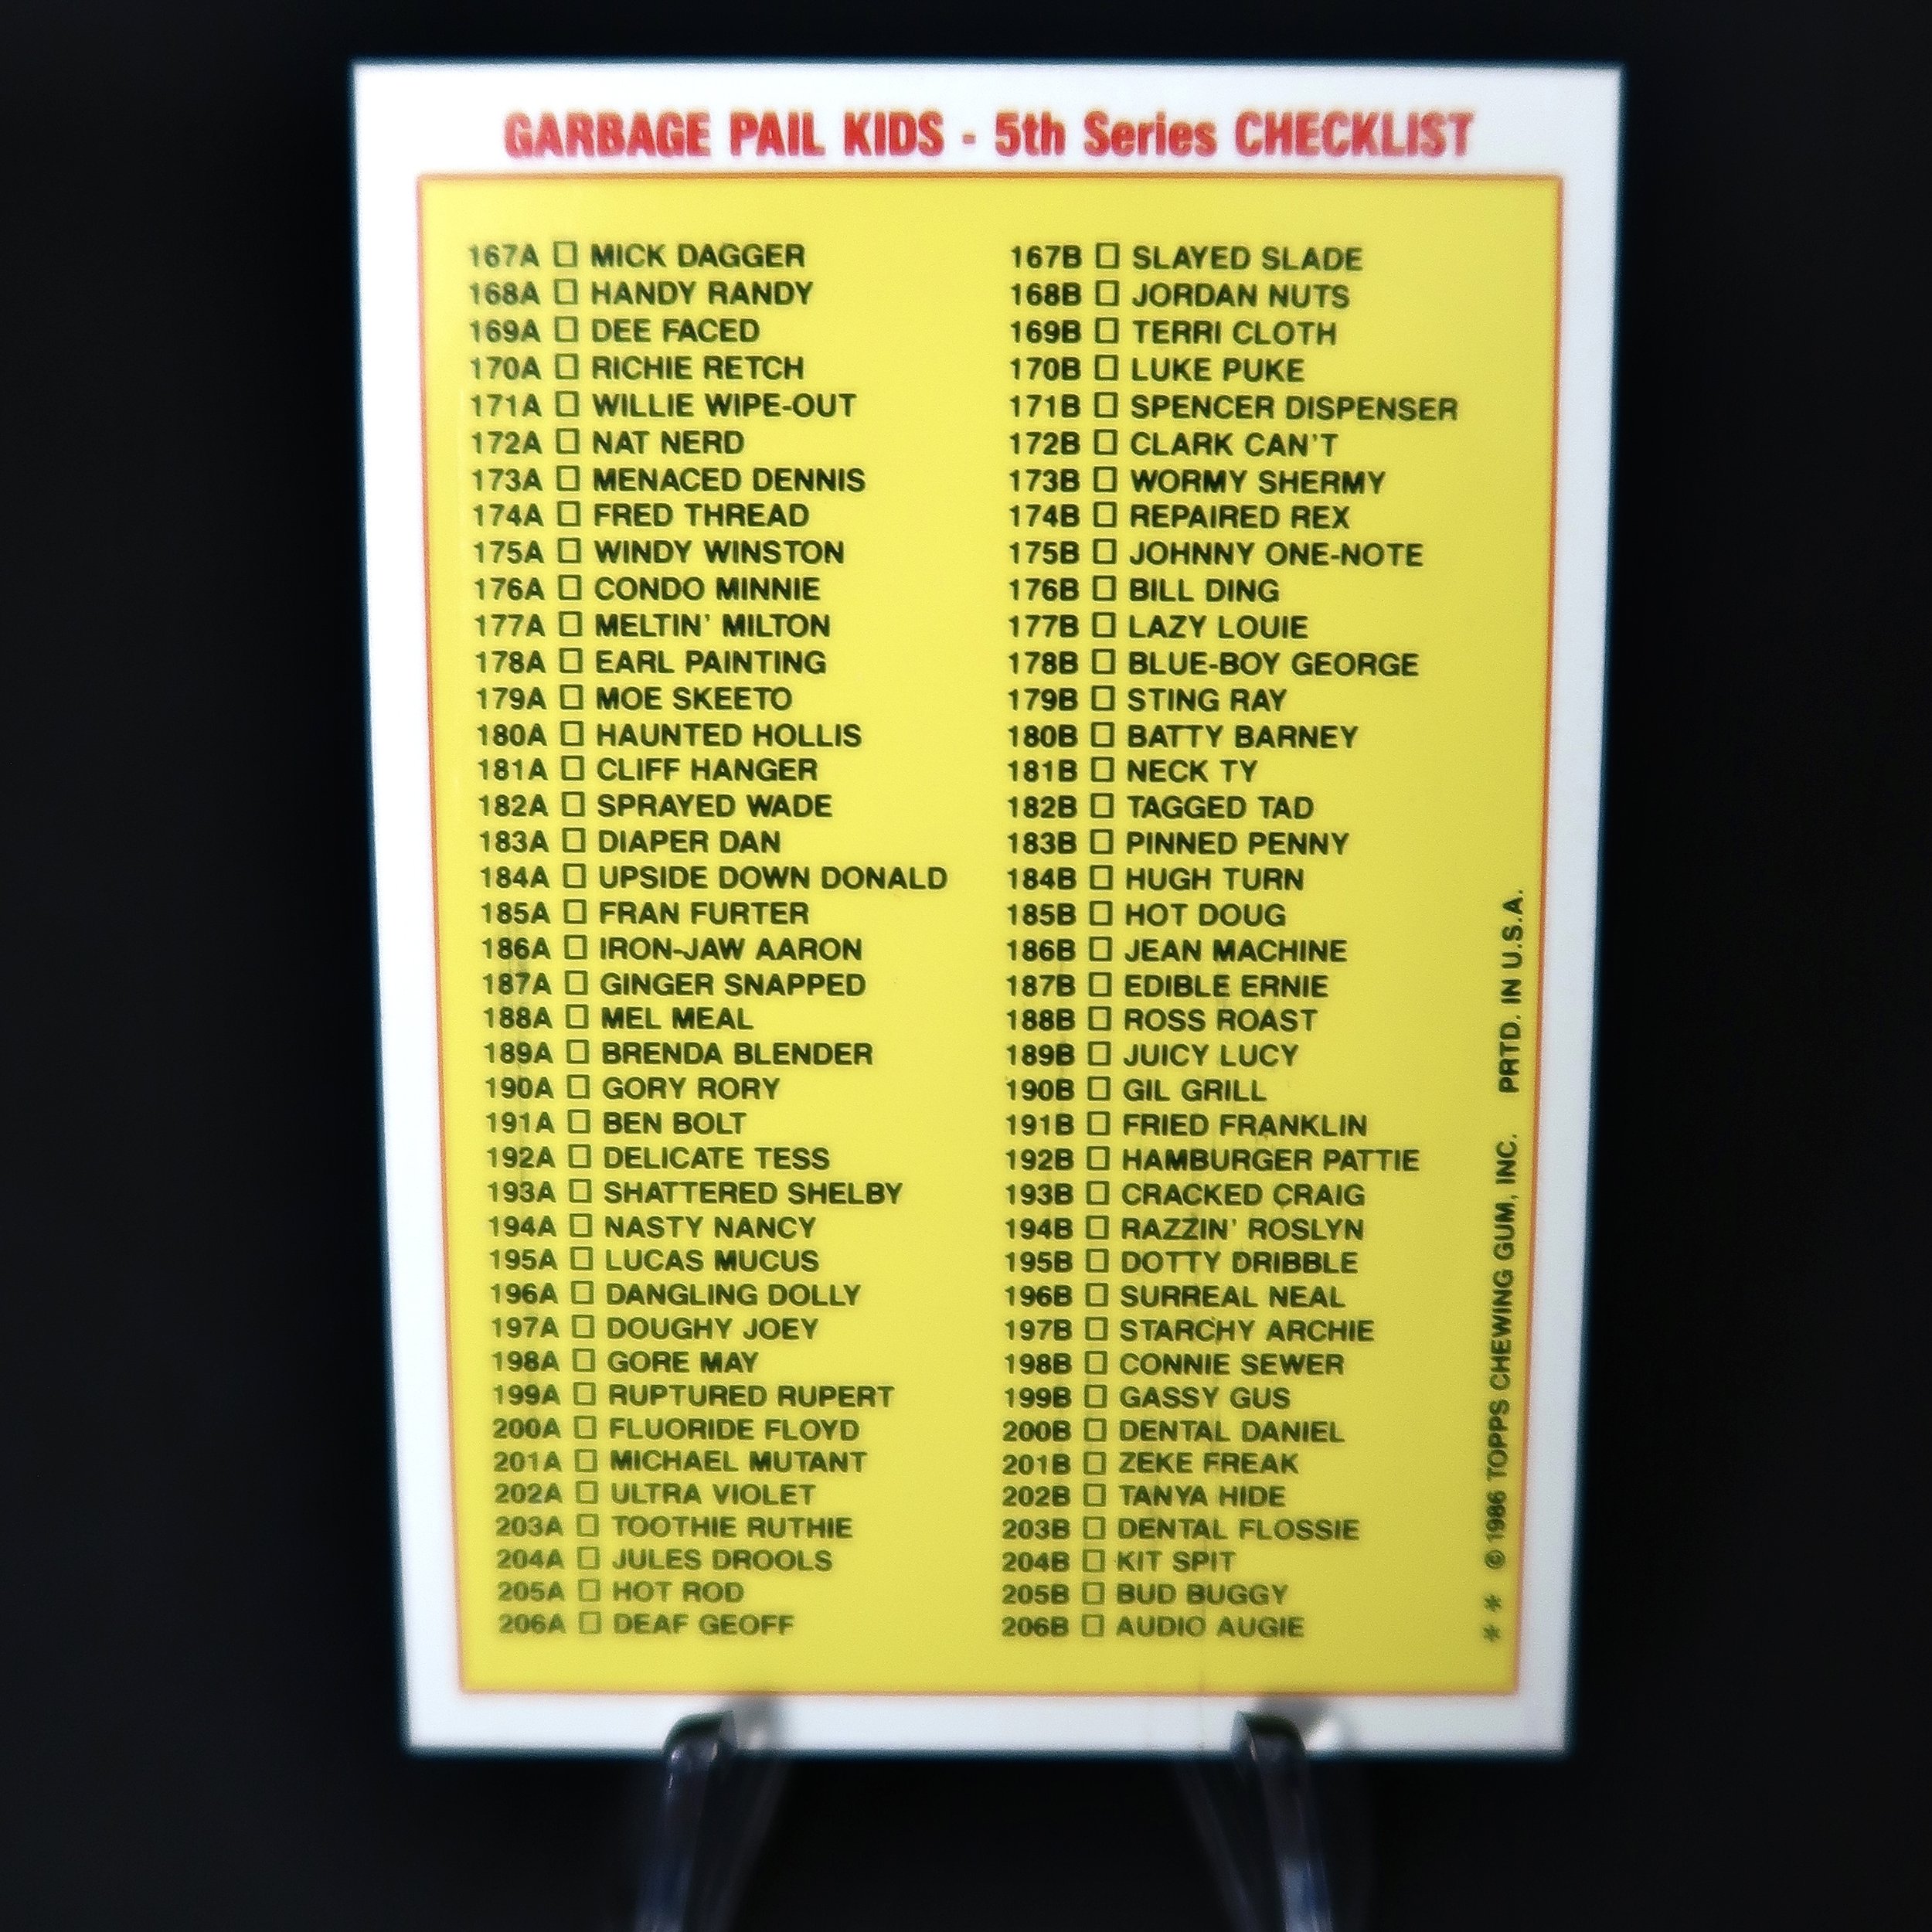 GARBAGE PAIL KIDS - 5th Series CHECKLIST
167A □ MICK DAGGER
168A □ HANDY RANDY
169A □ DEE FACED
170A □ RICHIE RETCH
171A □ WILLIE WIPE-OUT
172A □ NAT NERD
173A □ MENACED DENNIS
174A □ FRED THREAD
175A □ WINDY WINSTON
176A □ CONDO MINNIE
177A □ MELTIN' MILTON
178A □ EARL PAINTING
179A □ MOE SKEETO
180A □ HAUNTED HOLLIS
181A □ CLIFF HANGER
182A □ SPRAYED WADE
183A □ DIAPER DAN
184A □ UPSIDE DOWN DONALD
185A □ FRAN FURTER
186A □ IRON-JAW AARON
187A □ GINGER SNAPPED
188A □ MEL MEAL
189A □ BRENDA BLENDER
190A □ GORY RORY
191A □ BEN BOLT
192A □ DELICATE TESS
193A □ SHATTERED SHELBY
194A □ NASTY NANCY
195A □ LUCAS MUCUS
196A □ DANGLING DOLLY
197A □ DOUGHY JOEY
198A □ GORE MAY
199A □ RUPTURED RUPERT
200A □ FLUORIDE FLOYD
201A □ MICHAEL MUTANT
202A □ ULTRA VIOLET
203A □ TOOTHIE RUTHIE
204A □ JULES DROOLS
205A □ HOT ROD
206A □ DEAF GEOFF
167B □ SLAYED SLADE
168B □ JORDAN NUTS
169B □ TERRI CLOTH
170B □ LUKE PUKE
171B □ SPENCER DISPENSER
172B □ CLARK CAN'T
173B □ WORMY SHERMY
174B □ REPAIRED REX
175B □ JOHNNY ONE-NOTE
176B □ BILL DING
177B □ LAZY LOUIE
178B □ BLUE-BOY GEORGE
179B □ STING RAY
180B □ BATTY BARNEY
181B □ NECK TY
182B □ TAGGED TAD
183B □ PINNED PENNY
184B □ HUGH TURN
185B □ HOT DOUG
186B □ JEAN MACHINE
187B □ EDIBLE ERNIE
188B □ ROSS ROAST
189B □ JUICY LUCY
190B □ GIL GRILL
191B □ FRIED FRANKLIN
192B □ HAMBURGER PATTIE
193B □ CRACKED CRAIG
194B □ RAZZIN' ROSLYN
195B □ DOTTY DRIBBLE
196B □ SURREAL NEAL
197B □ STARCHY ARCHIE
198B □ CONNIE SEWER
199B □ GASSY GUS
200B □ DENTAL DANIEL
201B □ ZEKE FREAK
202B □ TANYA HIDE
203B □ DENTAL FLOSSIE
204B □ KIT SPIT
205B □ BUD BUGGY
206B □ AUDIO AUGIE
* * © 1986 TOPPS CHEWING GUM, INC. PRTD. IN U.S.A.